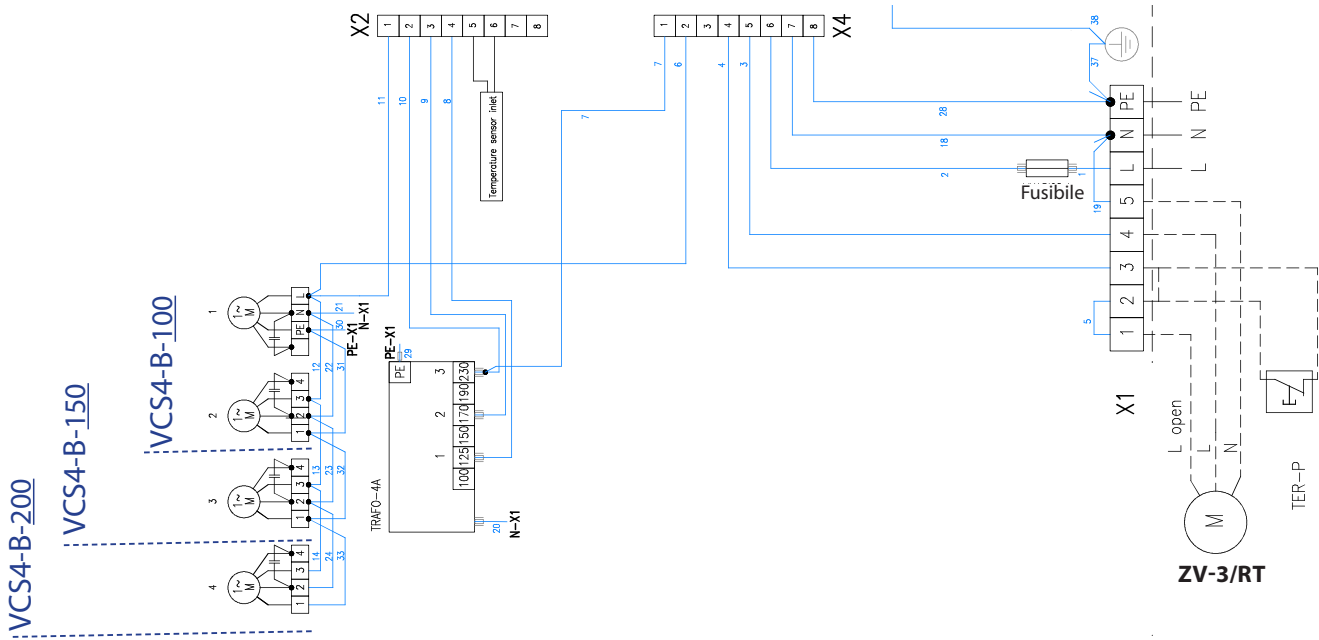 X2
1 2 3 4 5 6 7 8
11 10 9 8
Temperature sensor inlet
1 2 3 4 5 6 7 8
X4
7 6 4 3 2 18 28
7
38
37
PE
N
L
5
4
3
2
1
PE
N
L
1
19
5
Fusibile
X1
L open
L
N
M
ZV-3/RT
TER-P
VCS4-B-100
VCS4-B-150
VCS4-B-200
1
1~
M
L
N
PE
21
30
N-X1
PE-X1
12 22 31
2
1~
M
4
3
2
1
13 23 32
3
1~
M
4
3
2
1
14 24 33
4
1~
M
4
3
2
1
PE-X1
29
PE
TRAFO-4A
3
2
1
230
190
170
150
125
100
20
N-X1